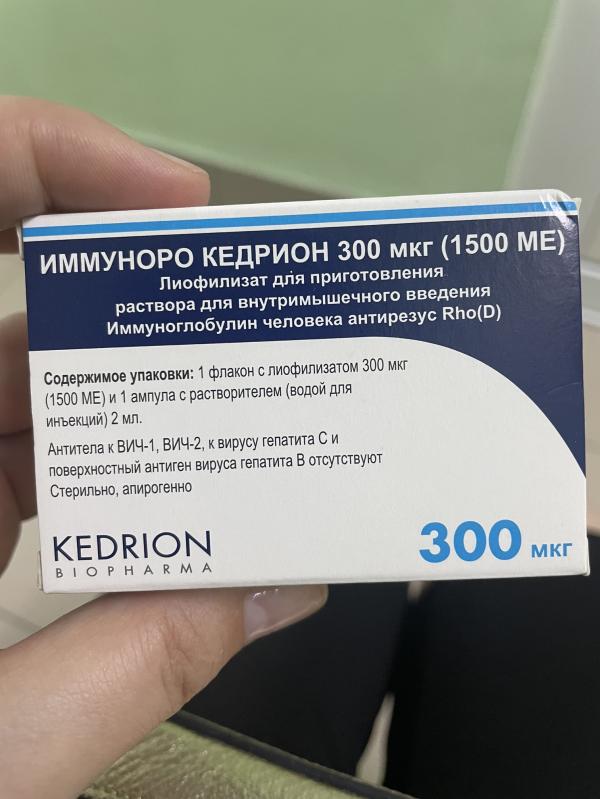 ИММУНОРО КЕДРИОН 300 мкг (1500 МЕ)
Лиофилизат для приготовления
раствора для внутримышечного введения
Иммуноглобулин человека антирезус Rho(D)
Содержимое упаковки: 1 флакон с лиофилизатом 300 мкг
(1500 МЕ) и 1 ампула с растворителем (водой для
инъекций) 2 мл.
Антитела к ВИЧ-1, ВИЧ-2, к вирусу гепатита С и
поверхностный антиген вируса гепатита В отсутствуют
Стерильно, апирогенно
KEDRION
BIOPHARMA
300 мкг